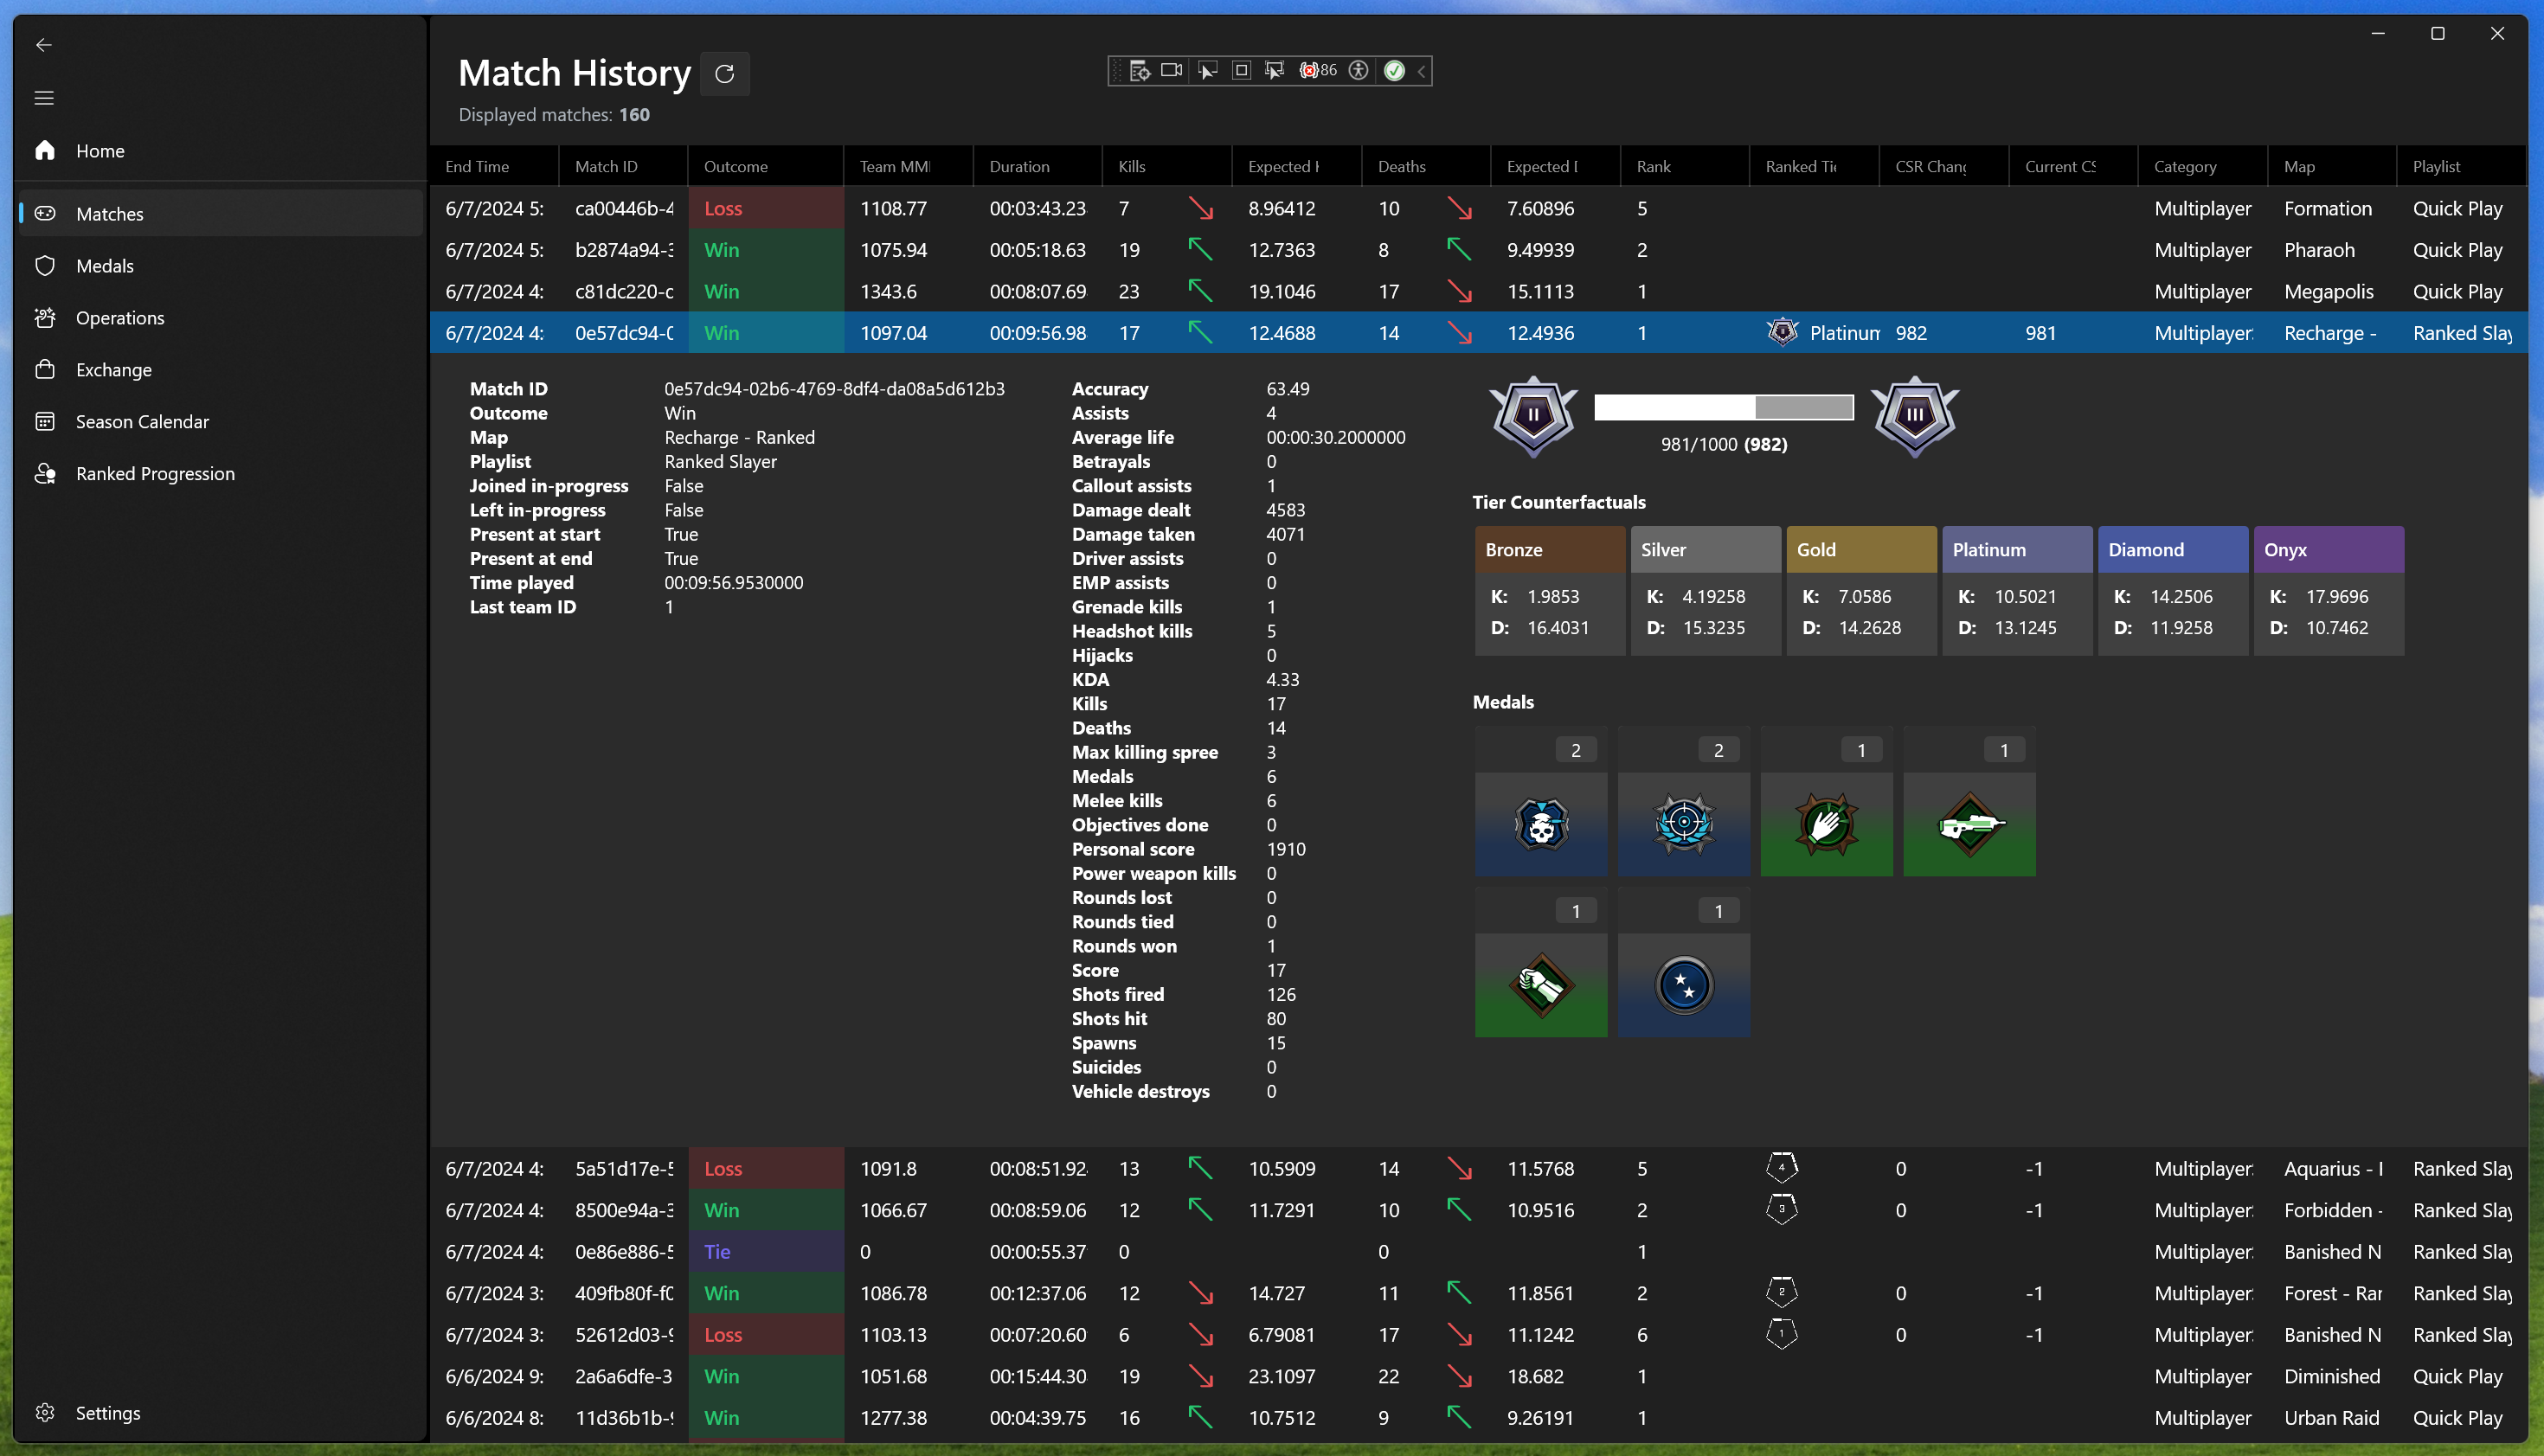 Match History
86
Displayed matches: 160
Home
Matches
Medals
Operations
Exchange
Season Calendar
Ranked Progression
Settings
End Time Match ID Outcome Team MM Duration Kills Expected Deaths Expected Rank Ranked Ti CSR Chang Current CS Category Map Playlist
6/7/2024 5: ca00446b-4 Loss 1108.77 00:03:43.23 7 8.96412 10 7.60896 5 Multiplayer Formation Quick Play
6/7/2024 5: b2874a94-3 Win 1075.94 00:05:18.63 19 12.7363 8 9.49939 2 Multiplayer Pharaoh Quick Play
6/7/2024 4: c81dc220-c Win 1343.6 00:08:07.69 23 19.1046 17 15.1113 1 Multiplayer Megapolis Quick Play
6/7/2024 4: 0e57dc94-0 Win 1097.04 00:09:56.98 17 12.4688 14 12.4936 1 Platinum 982 981 Multiplayer Recharge - Ranked Slay
Match ID 0e57dc94-02b6-4769-8df4-da08a5d612b3
Outcome Win
Map Recharge - Ranked
Playlist Ranked Slayer
Joined in-progress False
Left in-progress False
Present at start True
Present at end True
Time played 00:09:56.9530000
Last team ID 1
Accuracy 63.49
Assists 4
Average life 00:00:30.2000000
Betrayals 0
Callout assists 1
Damage dealt 4583
Damage taken 4071
Driver assists 0
EMP assists 0
Grenade kills 1
Headshot kills 5
Hijacks 0
KDA 4.33
Kills 17
Deaths 14
Max killing spree 3
Medals 6
Melee kills 6
Objectives done 0
Personal score 1910
Power weapon kills 0
Rounds lost 0
Rounds tied 0
Rounds won 1
Score 17
Shots fired 126
Shots hit 80
Spawns 15
Suicides 0
Vehicle destroys 0
II III
981/1000 (982)
Tier Counterfactuals
Bronze Silver Gold Platinum Diamond Onyx
K: 1.9853 K: 4.19258 K: 7.0586 K: 10.5021 K: 14.2506 K: 17.9696
D: 16.4031 D: 15.3235 D: 14.2628 D: 13.1245 D: 11.9258 D: 10.7462
Medals
2 2 1 1
1 1
6/7/2024 4: 5a51d17e-5 Loss 1091.8 00:08:51.92 13 10.5909 14 11.5768 5 4 0 -1 Multiplayer Aquarius - Ranked Slay
6/7/2024 4: 8500e94a-3 Win 1066.67 00:08:59.06 12 11.7291 10 10.9516 2 3 0 -1 Multiplayer Forbidden - Ranked Slay
6/7/2024 4: 0e86e886-5 Tie 0 00:00:55.37 0 0 1 Multiplayer Banished N Ranked Slay
6/7/2024 3: 409fb80f-f0 Win 1086.78 00:12:37.06 12 14.727 11 11.8561 2 2 0 -1 Multiplayer Forest - Ran Ranked Slay
6/7/2024 3: 52612d03-9 Loss 1103.13 00:07:20.60 6 6.79081 17 11.1242 6 1 0 -1 Multiplayer Banished N Ranked Slay
6/6/2024 9: 2a6a6dfe-3 Win 1051.68 00:15:44.30 19 23.1097 22 18.682 1 Multiplayer Diminished Quick Play
6/6/2024 8: 11d36b1b-9 Win 1277.38 00:04:39.75 16 10.7512 9 9.26191 1 Multiplayer Urban Raid Quick Play